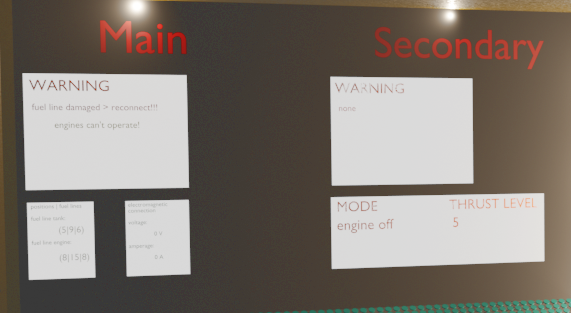 Main
WARNING
fuel line damaged > reconnect!!!
engines can't operate!
positions | fuel lines
fuel line tank:
(5|9|6)
fuel line engine:
(8|15|8)
electromagnetic
connection
voltage:
0 V
amperage:
0 A
Secondary
WARNING
none
MODE
engine off
THRUST LEVEL
5